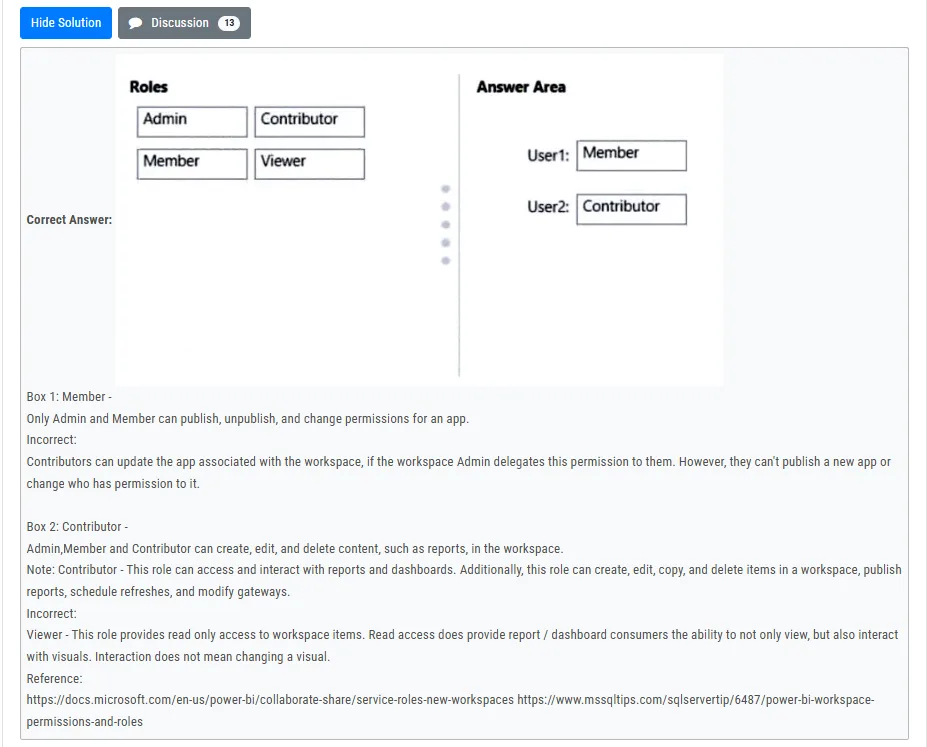 Hide Solution
Discussion 13
Roles
Answer Area
Admin
Contributor
Member
Viewer
User1: Member
User2: Contributor
Correct Answer:
Box 1: Member -
Only Admin and Member can publish, unpublish, and change permissions for an app.
Incorrect:
Contributors can update the app associated with the workspace, if the workspace Admin delegates this permission to them. However, they can't publish a new app or
change who has permission to it.
Box 2: Contributor -
Admin,Member and Contributor can create, edit, and delete content, such as reports, in the workspace.
Note: Contributor - This role can access and interact with reports and dashboards. Additionally, this role can create, edit, copy, and delete items in a workspace, publish
reports, schedule refreshes, and modify gateways.
Incorrect:
Viewer - This role provides read only access to workspace items. Read access does provide report / dashboard consumers the ability to not only view, but also interact
with visuals. Interaction does not mean changing a visual.
Reference:
https://docs.microsoft.com/en-us/power-bi/collaborate-share/service-roles-new-workspaces https://www.mssqltips.com/sqlservertip/6487/power-bi-workspace-
permissions-and-roles